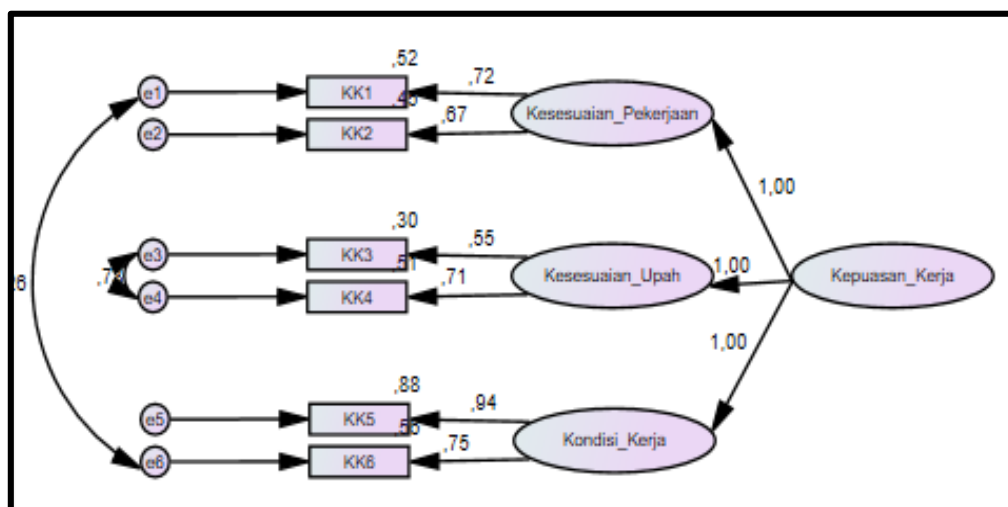 ,52
e1
KK1
,72
Kesesuaian_Pekerjaan
e2
KK2
,67
1,00
,30
e3
KK3
,55
,51
e4
KK4
,71
Kesesuaian_Upah
1,00
Kepuasan_Kerja
1,00
,88
e5
KK5
,94
Kondisi_Kerja
e6
KK6
,75